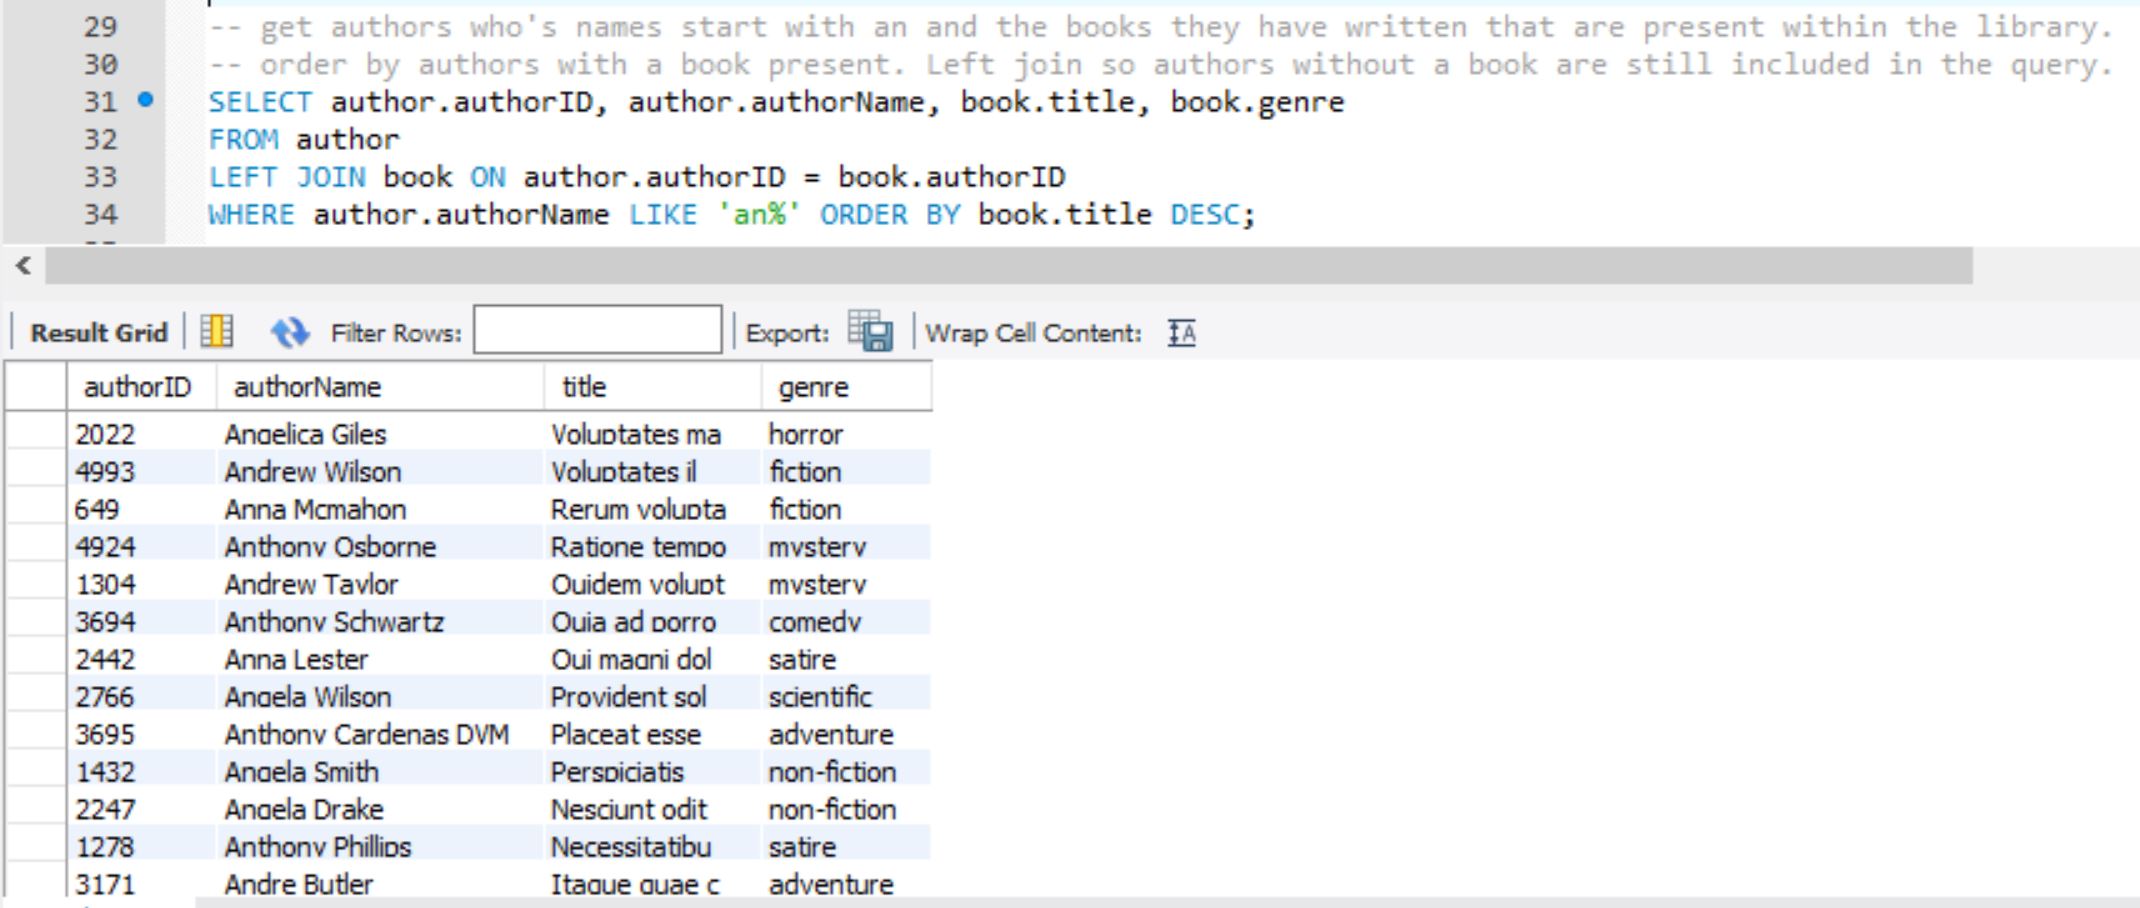 29 -- get authors who's names start with an and the books they have written that are present within the library.
30 -- order by authors with a book present. Left join so authors without a book are still included in the query.
31 SELECT author.authorID, author.authorName, book.title, book.genre
32 FROM author
33 LEFT JOIN book ON author.authorID = book.authorID
34 WHERE author.authorName LIKE 'an%' ORDER BY book.title DESC;
Result Grid Filter Rows: Export: Wrap Cell Content:
authorID authorName title genre
2022 Angelica Giles Voluptates ma horror
4993 Andrew Wilson Voluptates il fiction
649 Anna Mcmahon Rerum volupta fiction
4924 Anthony Osborne Ratione tempo mystery
1304 Andrew Taylor Quidem volupt mystery
3694 Anthony Schwartz Quia ad porro comedy
2442 Anna Lester Qui magni dol satire
2766 Angela Wilson Provident sol scientific
3695 Anthony Cardenas DVM Placeat esse adventure
1432 Angela Smith Perspiciatis non-fiction
2247 Angela Drake Nesciunt odit non-fiction
1278 Anthony Phillips Necessitatibu satire
3171 Andre Butler Itaque quae c adventure